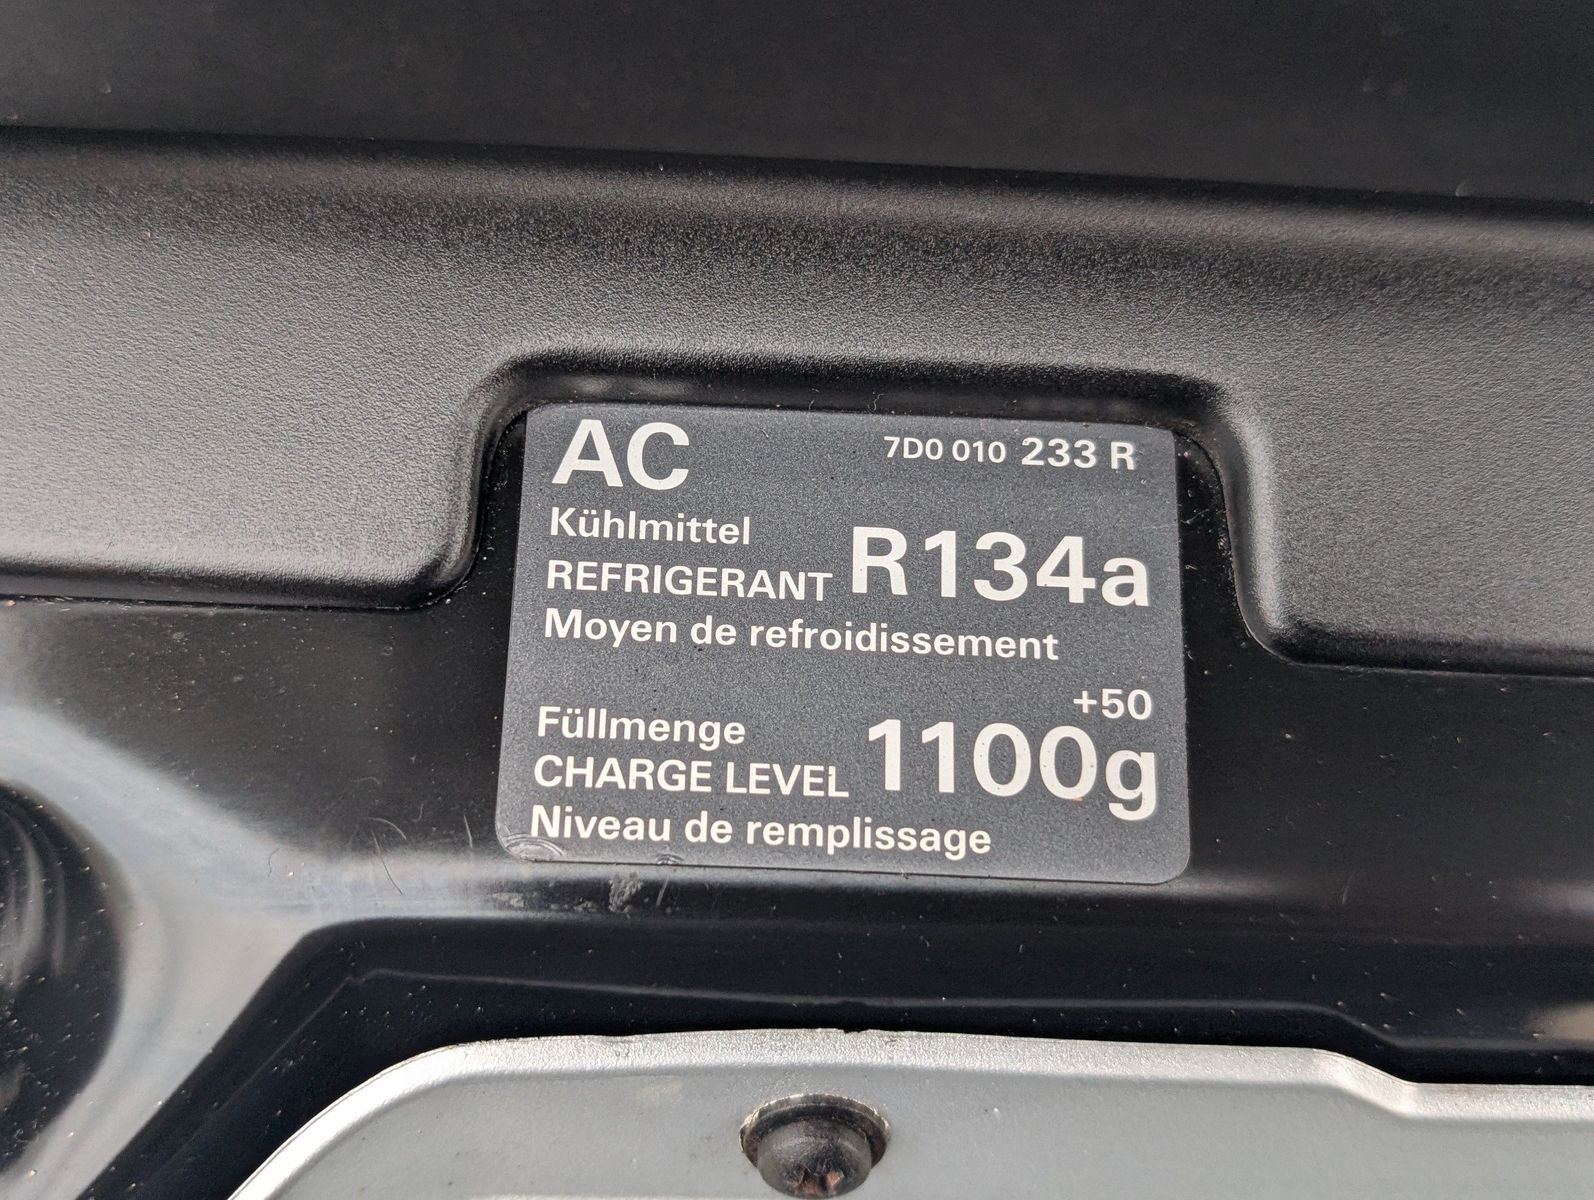 AC 7D0 010 233 R
Kühlmittel
REFRIGERANT R134a
Moyen de refroidissement
+50
Füllmenge
CHARGE LEVEL 1100g
Niveau de remplissage